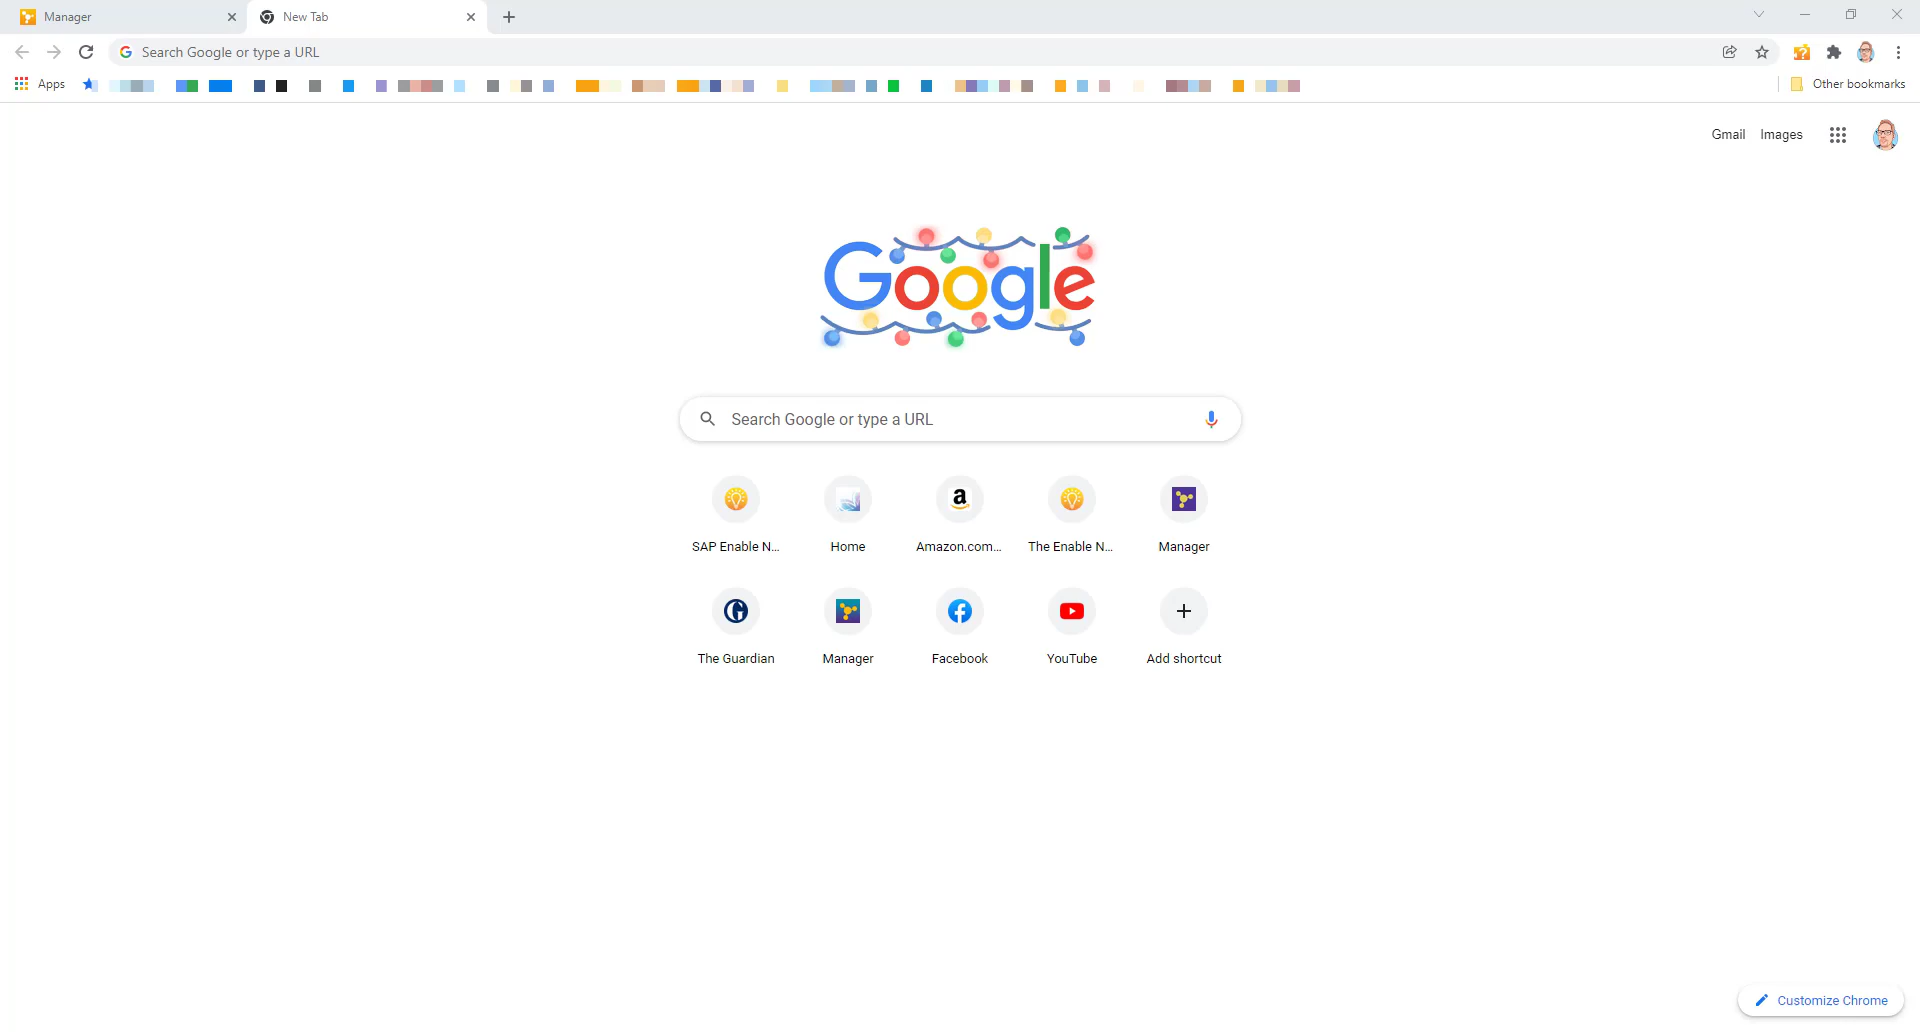 Manager
New Tab
Search Google or type a URL
Apps
Other bookmarks
Gmail
Images
Google
Search Google or type a URL
SAP Enable N...
Home
Amazon.com...
The Enable N...
Manager
The Guardian
Manager
Facebook
YouTube
Add shortcut
Customize Chrome